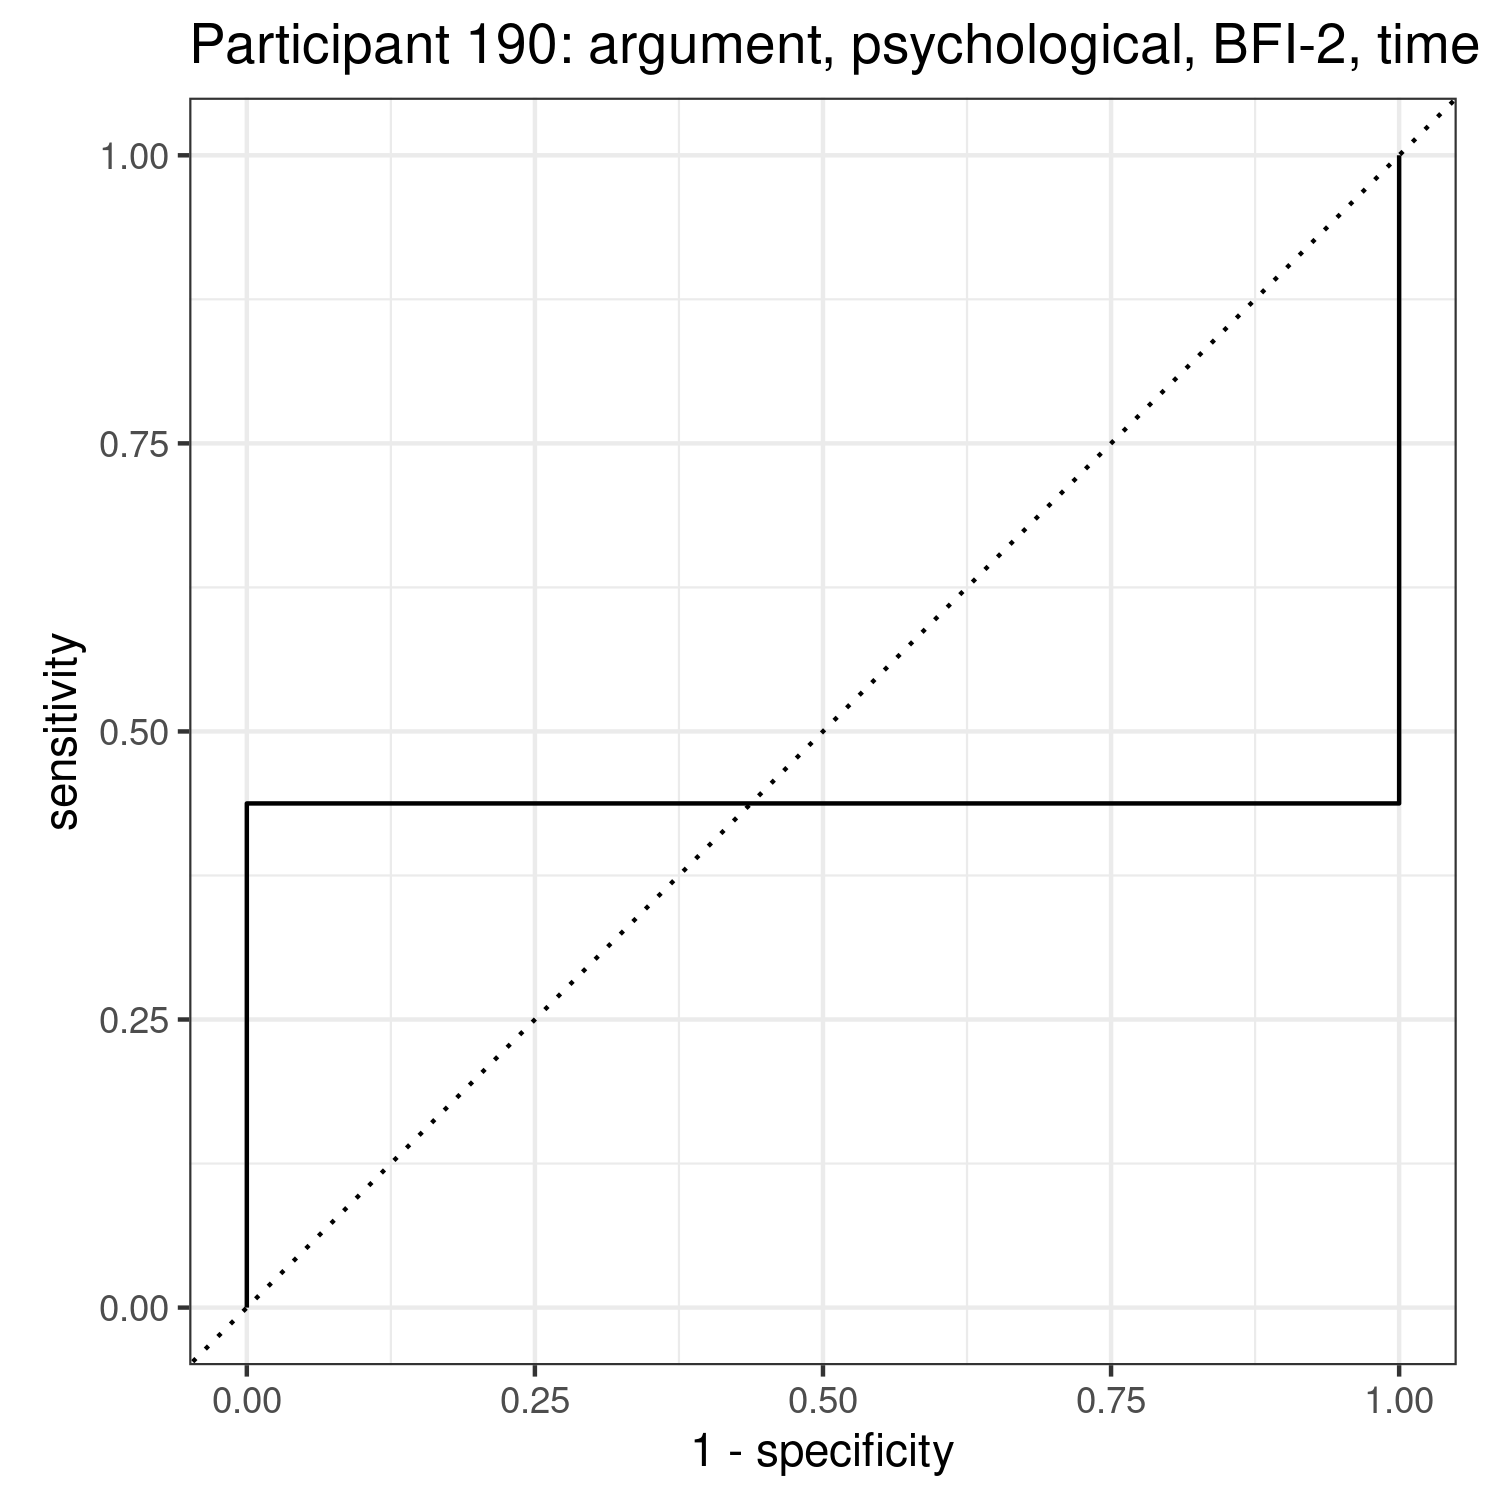 Participant 190: argument, psychological, BFI-2, time
1.00
0.75
0.50
0.25
0.00
sensitivity
0.00 0.25 0.50 0.75 1.00
1 - specificity